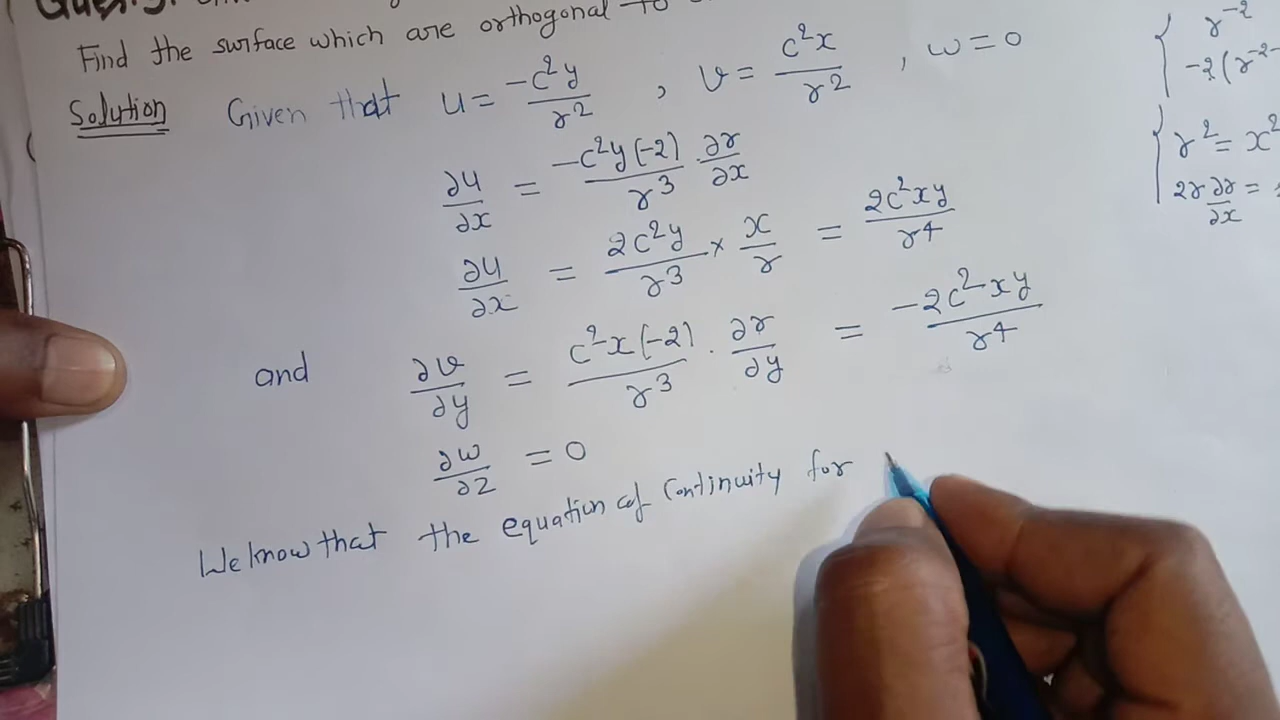 Find the surface which are orthogonal to
Solution Given that u = -c²y/r² , v = c²x/r² , w = 0
∂u/∂x = -c²y(-2)/r³ · ∂r/∂x
∂u/∂x = 2c²y/r³ × x/r = 2c²xy/r⁴
and ∂v/∂y = c²x(-2)/r³ · ∂r/∂y = -2c²xy/r⁴
∂w/∂z = 0
We know that the equation of continuity for
r⁻²
-2(r⁻²⁻
r² = x²
2r ∂r/∂x =